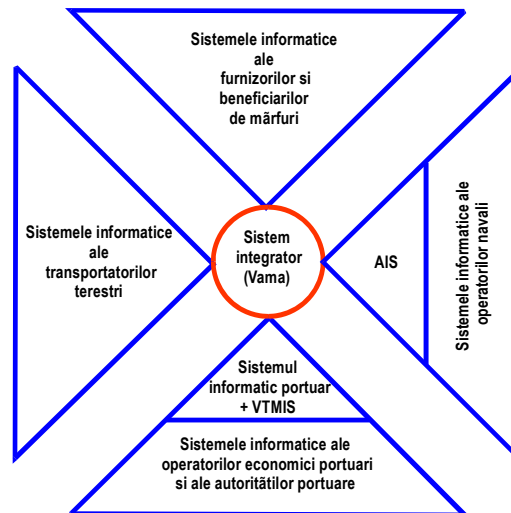 Sistemele informatice
ale
furnizorilor si
beneficiarilor
de mărfuri
Sistemele informatice
ale
transportatorilor
terestri
Sistem
integrator
(Vama)
AIS
Sistemele informatice ale
operatorilor navali
Sistemul
informatic portuar
+ VTMIS
Sistemele informatice ale
operatorilor economici portuari
si ale autorităţilor portuare